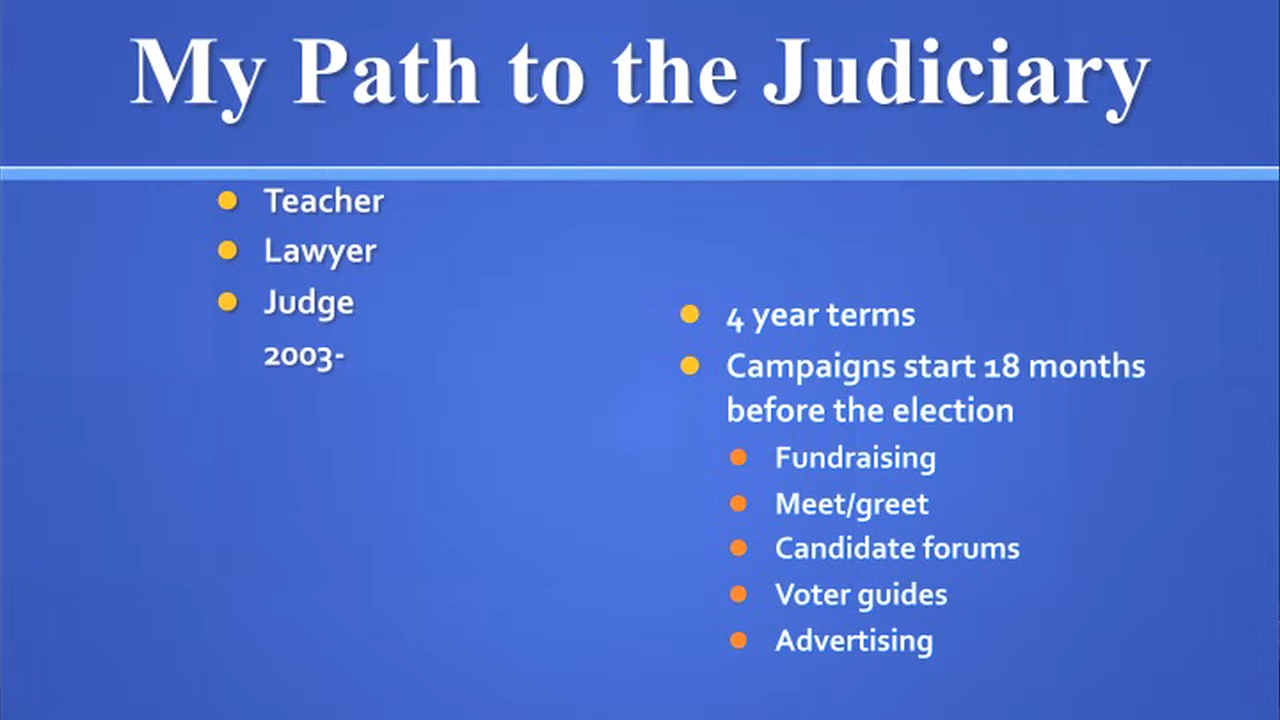 My Path to the Judiciary
Teacher
Lawyer
Judge
2003-
4 year terms
Campaigns start 18 months
before the election
Fundraising
Meet/greet
Candidate forums
Voter guides
Advertising